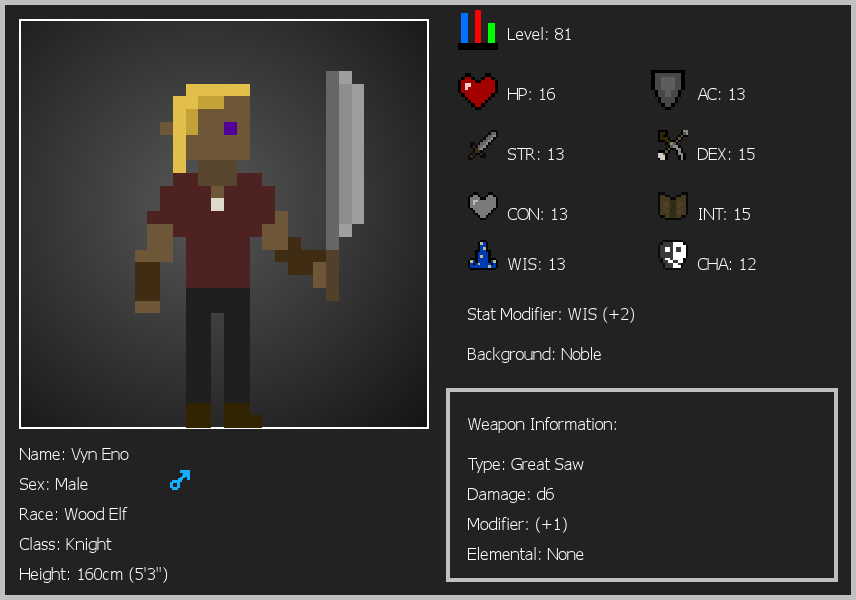 Level: 81
HP: 16
AC: 13
STR: 13
DEX: 15
CON: 13
INT: 15
WIS: 13
CHA: 12
Stat Modifier: WIS (+2)
Background: Noble
Weapon Information:
Type: Great Saw
Damage: d6
Modifier: (+1)
Elemental: None
Name: Vyn Eno
Sex: Male
Race: Wood Elf
Class: Knight
Height: 160cm (5'3")